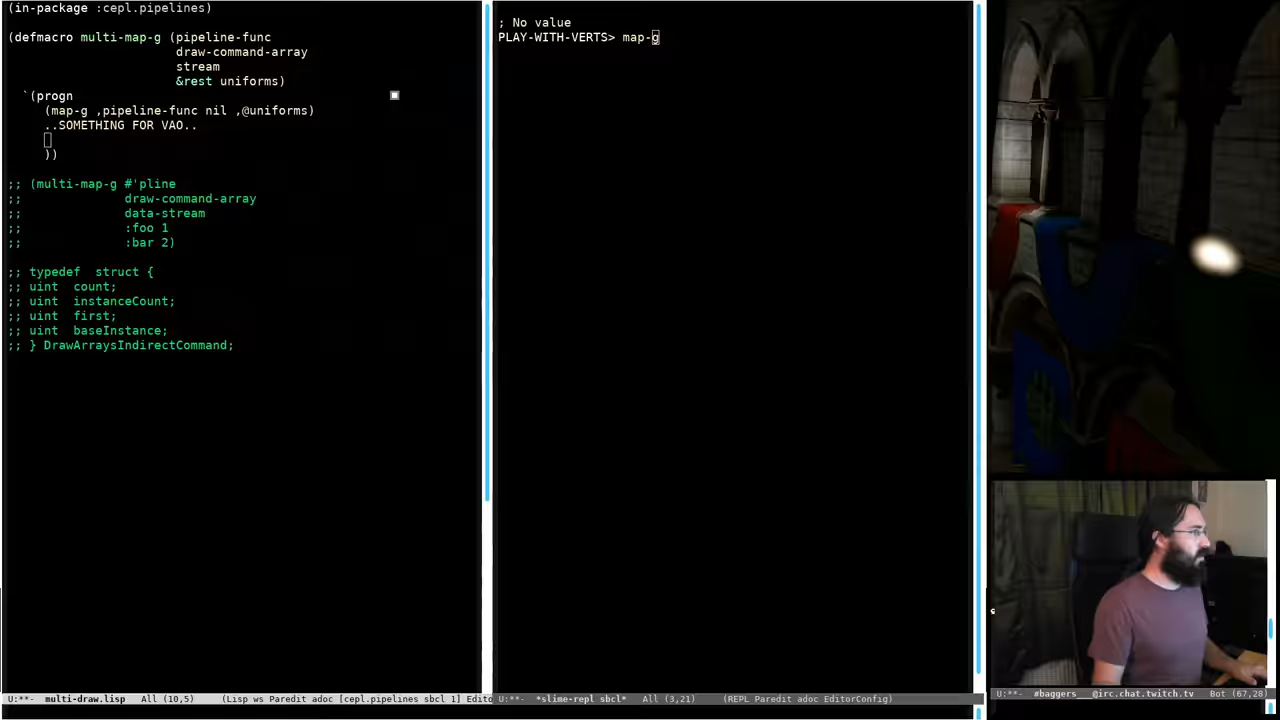 (in-package :cepl.pipelines)
(defmacro multi-map-g (pipeline-func
draw-command-array
stream
&rest uniforms)
`(progn
(map-g ,pipeline-func nil ,@uniforms)
..SOMETHING FOR VAO..
))
;; (multi-map-g #'pline
;; draw-command-array
;; data-stream
;; :foo 1
;; :bar 2)
;; typedef struct {
;; uint count;
;; uint instanceCount;
;; uint first;
;; uint baseInstance;
;; } DrawArraysIndirectCommand;
U:**- multi-draw.lisp All (10,5) (Lisp ws Paredit adoc [cepl.pipelines sbcl 1] Edito
; No value
PLAY-WITH-VERTS> map-g
U:**- *slime-repl sbcl* All (3,21) (REPL Paredit adoc EditorConfig)
U:**- #baggers _@irc.chat.twitch.tv Bot (67,28)